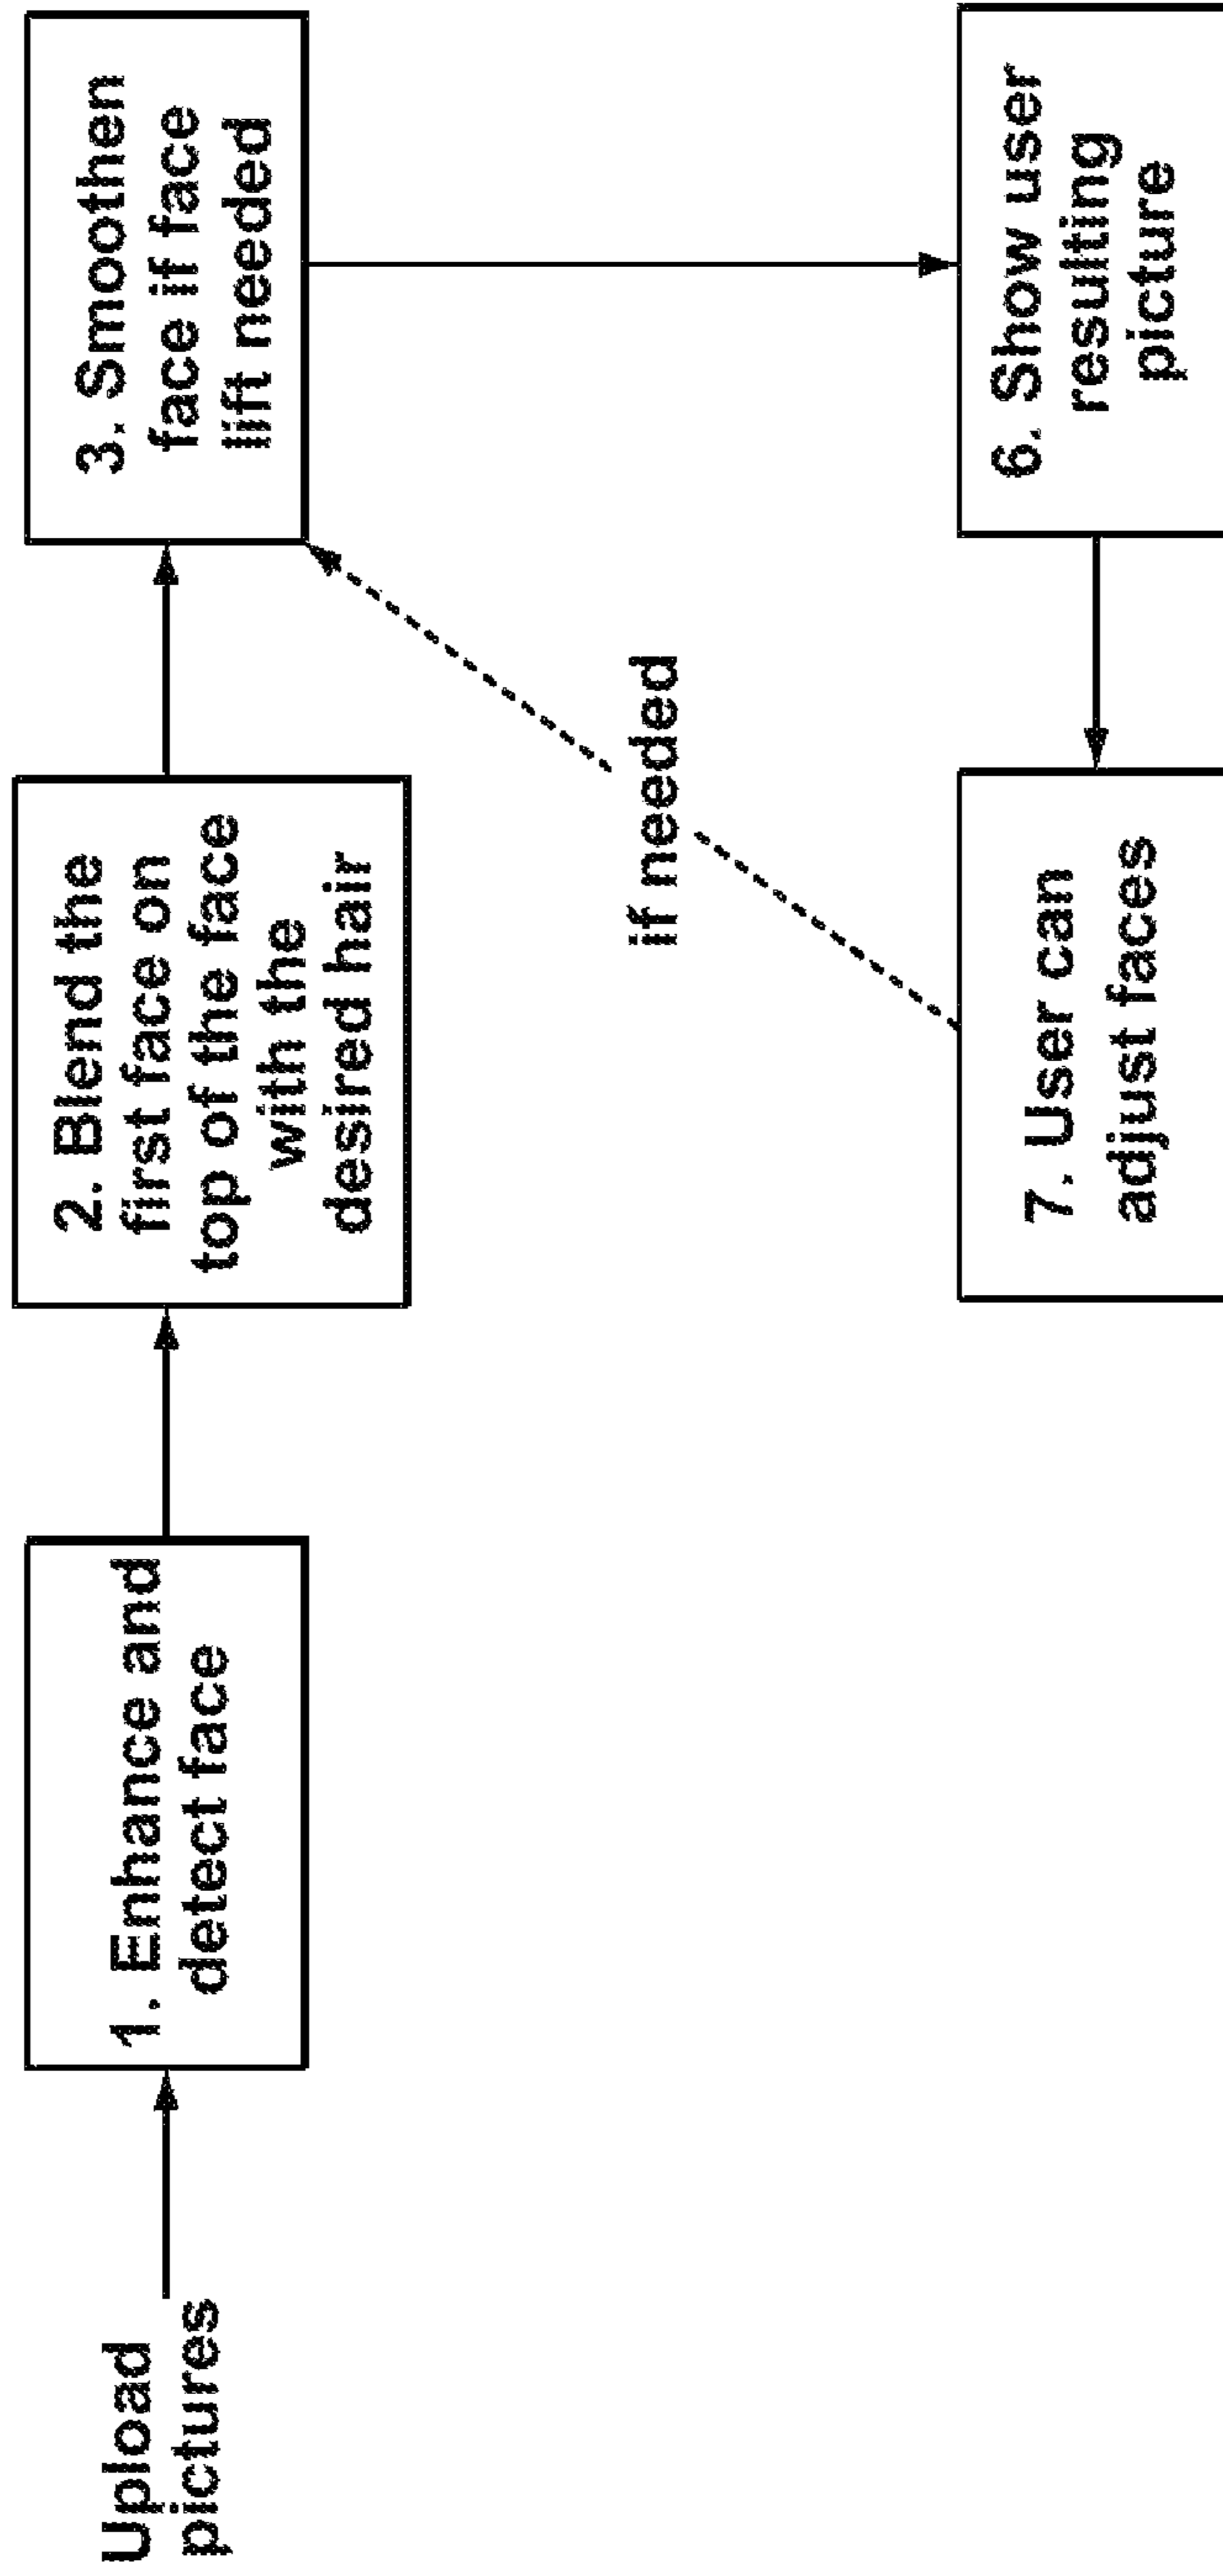 Upload
pictures
1. Enhance and
detect face
2. Blend the
first face on
top of the face
with the
desired hair
3. Smoothen
face if face
lift needed
if needed
7. User can
adjust faces
6. Show user
resulting
picture